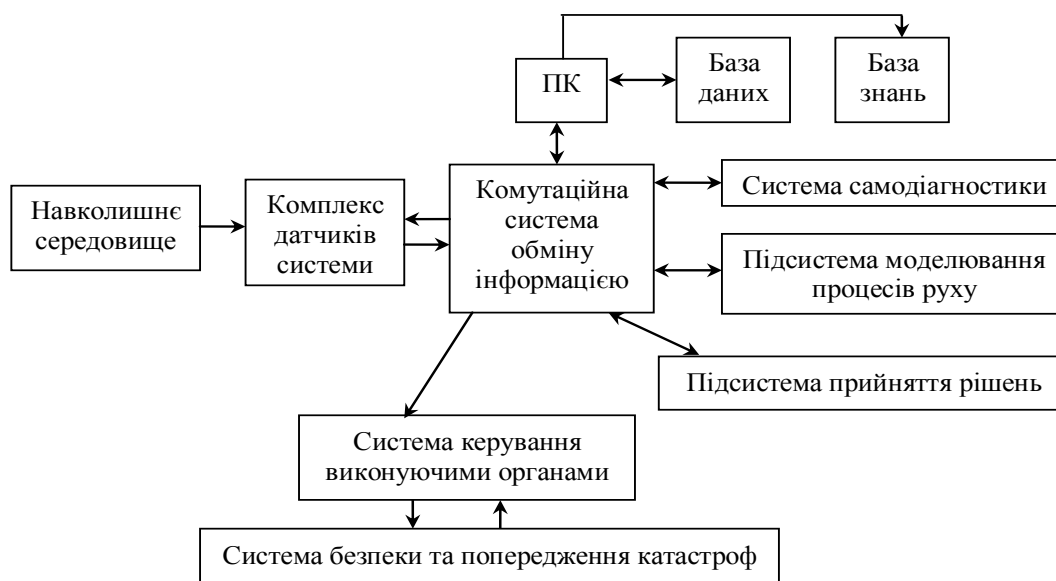 ПК
База
даних
База
знань
Навколишнє
середовище
Комплекс
датчиків
системи
Комутаційна
система
обміну
інформацією
Система самодіагностики
Підсистема моделювання
процесів руху
Підсистема прийняття рішень
Система керування
виконуючими органами
Система безпеки та попередження катастроф